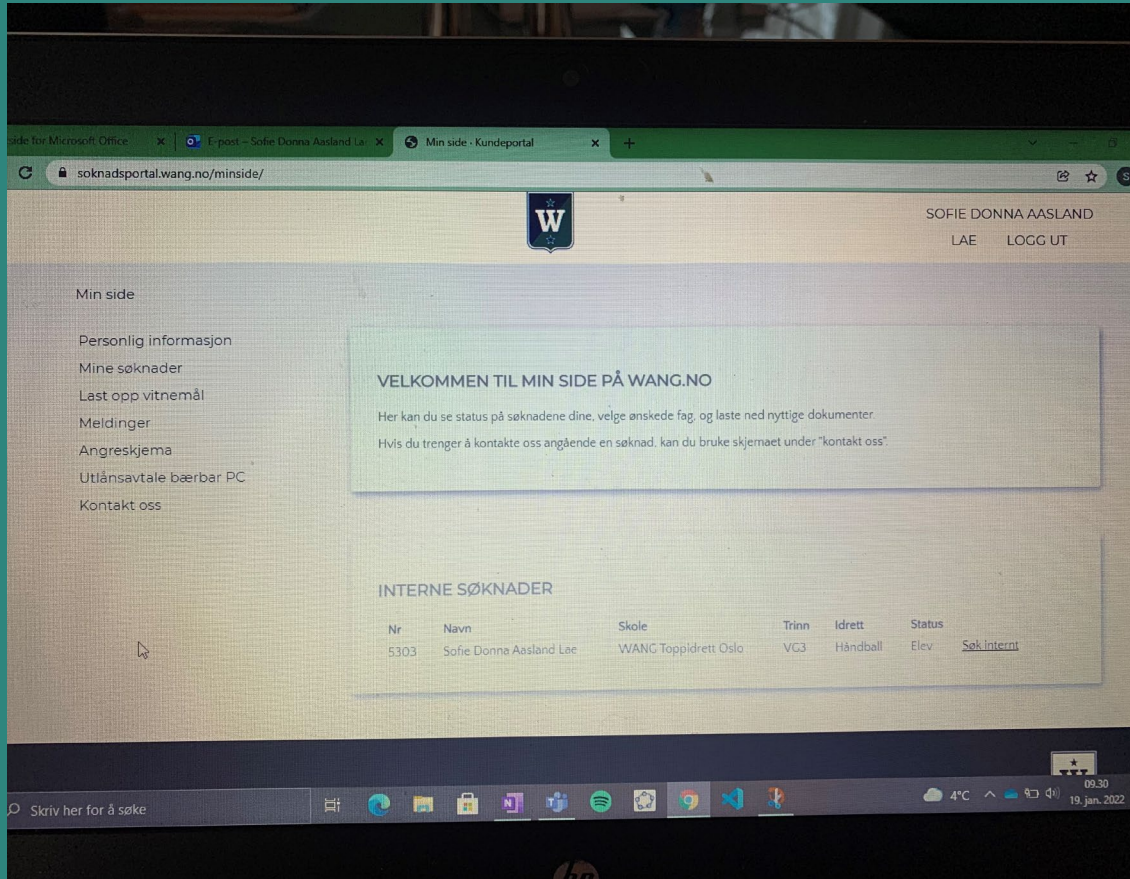 side for Microsoft Office
E-post – Sofie Donna Aasland Lae
Min side - Kundeportal
soknadsportal.wang.no/minside/
W
SOFIE DONNA AASLAND
LAE LOGG UT
Min side
Personlig informasjon
Mine søknader
Last opp vitnemål
Meldinger
Angreskjema
Utlånsavtale bærbar PC
Kontakt oss
VELKOMMEN TIL MIN SIDE PÅ WANG.NO
Her kan du se status på søknadene dine, velge ønskede fag, og laste ned nyttige dokumenter.
Hvis du trenger å kontakte oss angående en søknad, kan du bruke skjemaet under "kontakt oss".
INTERNE SØKNADER
Nr Navn Skole Trinn Idrett Status
5303 Sofie Donna Aasland Lae WANG Toppidrett Oslo VG3 Håndball Elev Søk internt
Skriv her for å søke
4°C
09.30
19. jan. 2022
hp